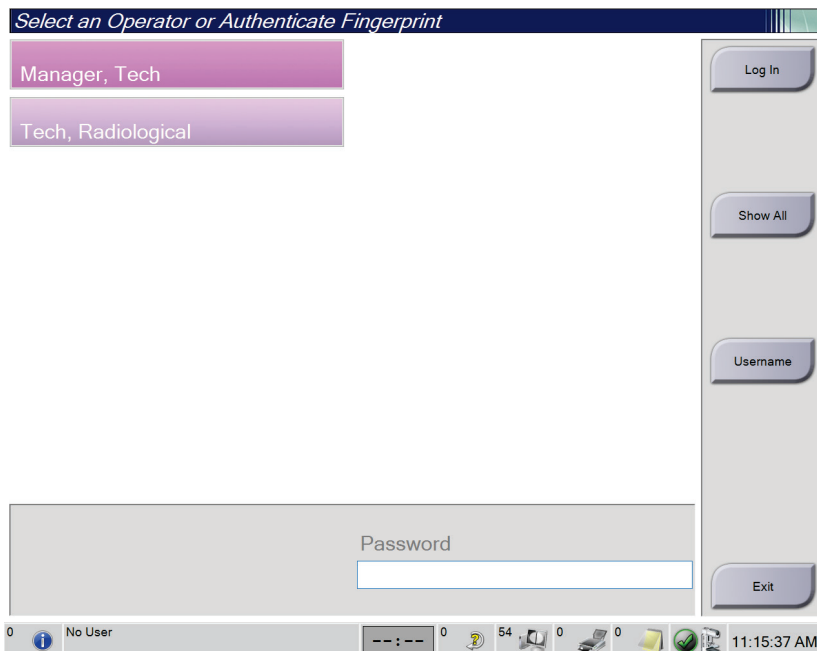 Select an Operator or Authenticate Fingerprint
Manager, Tech
Log In
Tech, Radiological
Show All
Username
Password
Exit
0 No User --:-- 0 54 0 0 11:15:37 AM